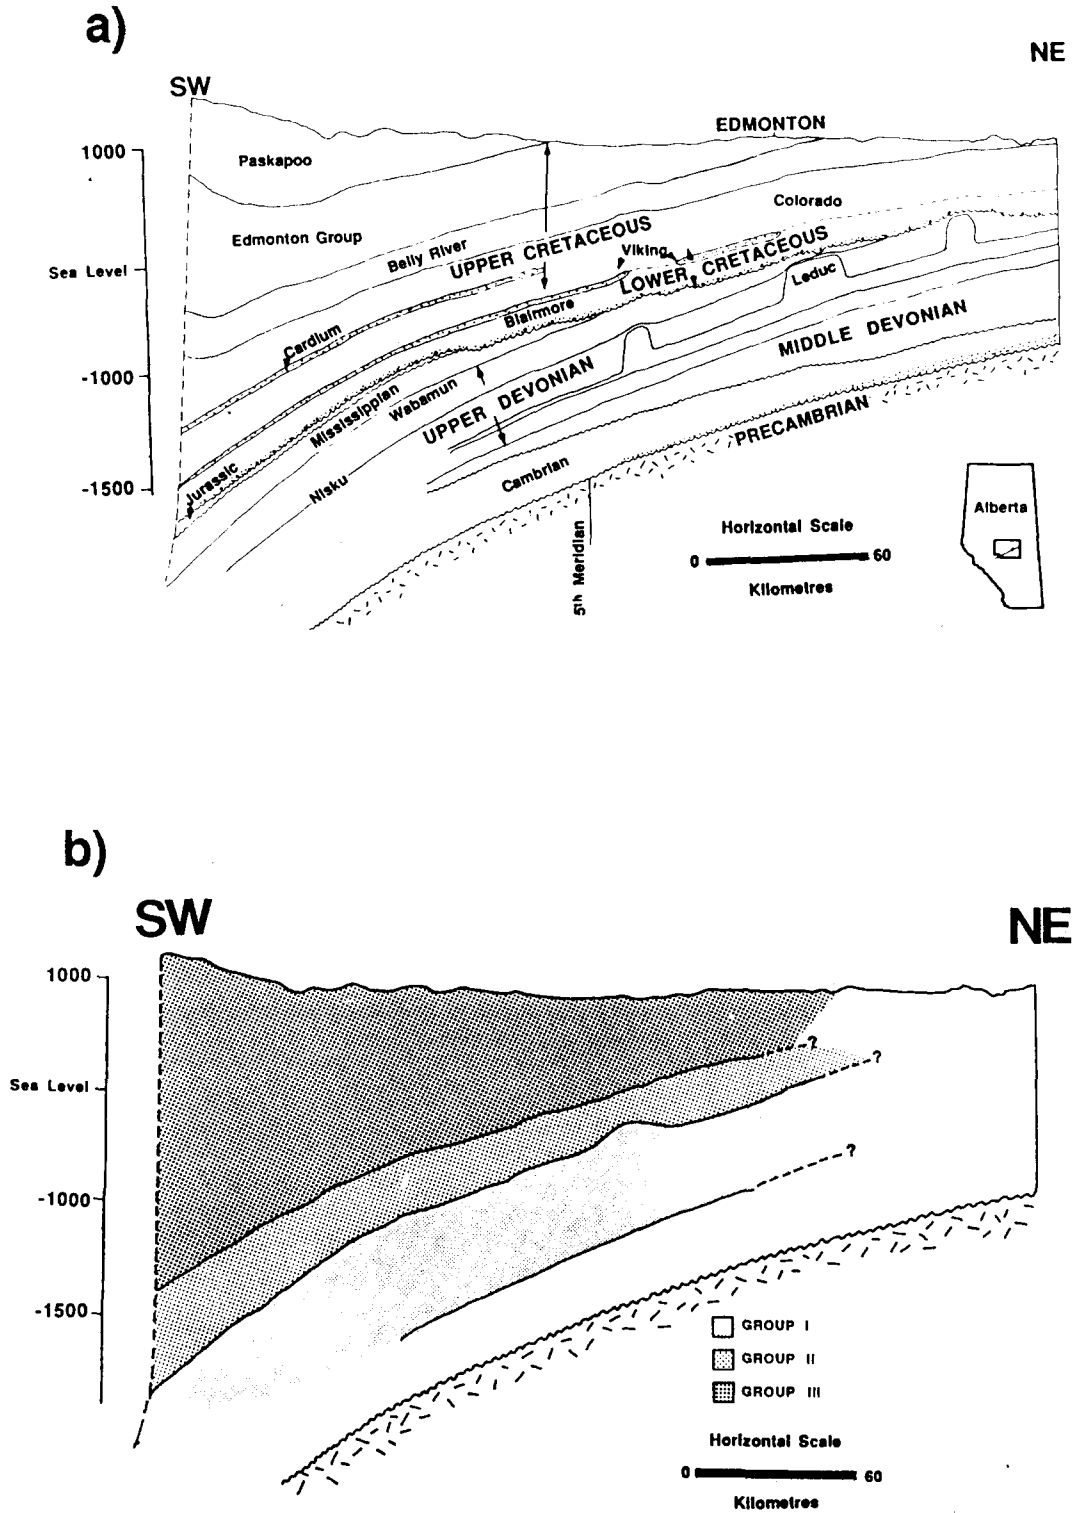 a)
NE
SW
EDMONTON
1000
Paskapoo
Colorado
Edmonton Group
Belly River
UPPER CRETACEOUS
Viking
LOWER CRETACEOUS
Sea Level
Leduc
Blairmore
Cardium
MIDDLE DEVONIAN
-1000
Mississippian
Wabamun
UPPER DEVONIAN
PRECAMBRIAN
-1500
Jurassic
Nisku
Cambrian
Alberta
Horizontal Scale
0 60
Kilometres
5th Meridian
b)
SW
NE
1000
?
?
Sea Level
?
-1000
-1500
GROUP I
GROUP II
GROUP III
Horizontal Scale
0 60
Kilometres